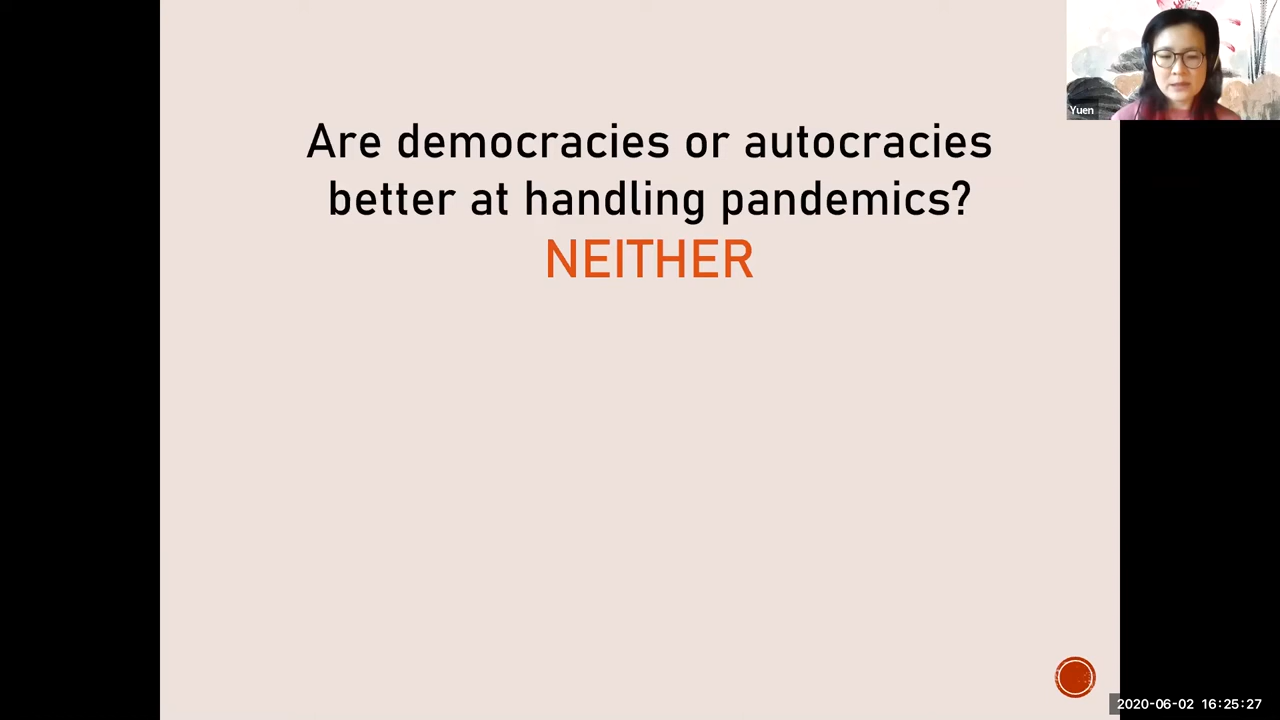 Are democracies or autocracies
better at handling pandemics?
NEITHER
Yuen
2020-06-02 16:25:27